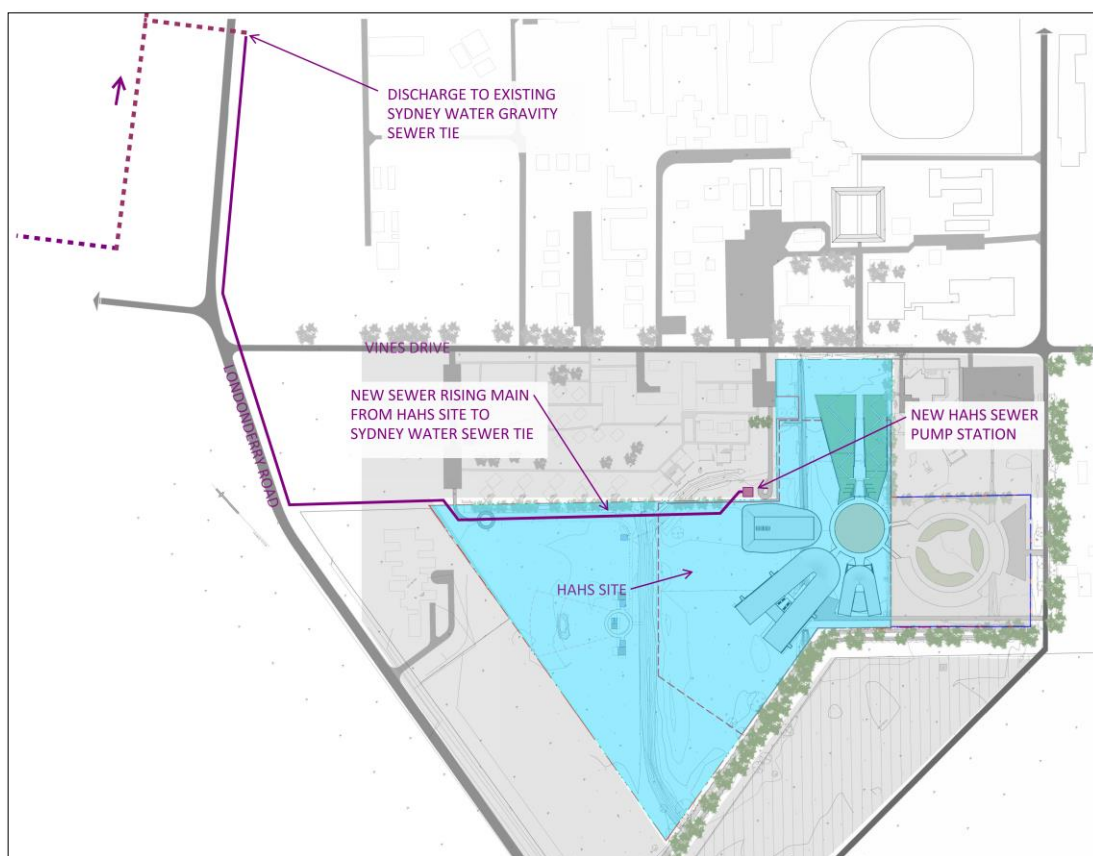 DISCHARGE TO EXISTING
SYDNEY WATER GRAVITY
SEWER TIE
VINES DRIVE
LONDONDERRY ROAD
NEW SEWER RISING MAIN
FROM HAHS SITE TO
SYDNEY WATER SEWER TIE
NEW HAHS SEWER
PUMP STATION
HAHS SITE